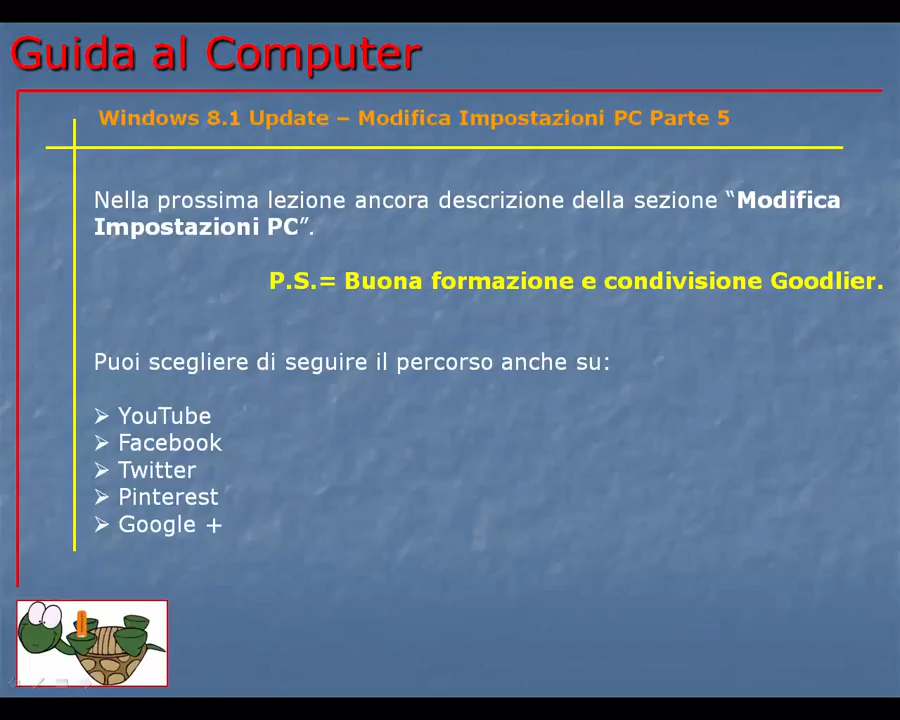 Guida al Computer
Windows 8.1 Update – Modifica Impostazioni PC Parte 5
Nella prossima lezione ancora descrizione della sezione “Modifica
Impostazioni PC”.
P.S.= Buona formazione e condivisione Goodlier.
Puoi scegliere di seguire il percorso anche su:
➢ YouTube
➢ Facebook
➢ Twitter
➢ Pinterest
➢ Google +